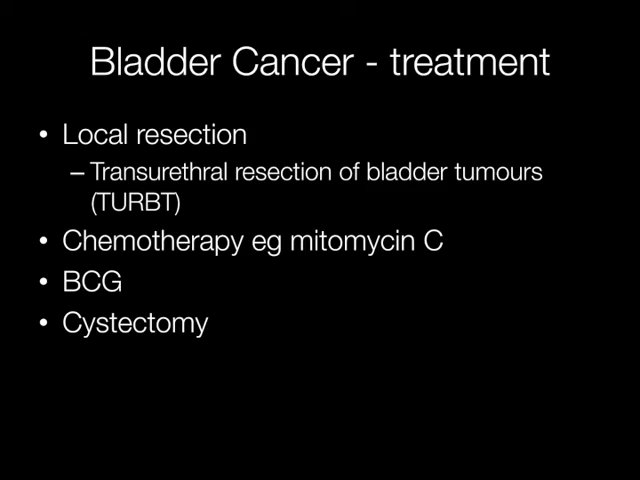 Bladder Cancer - treatment
• Local resection
– Transurethral resection of bladder tumours
(TURBT)
• Chemotherapy eg mitomycin C
• BCG
• Cystectomy